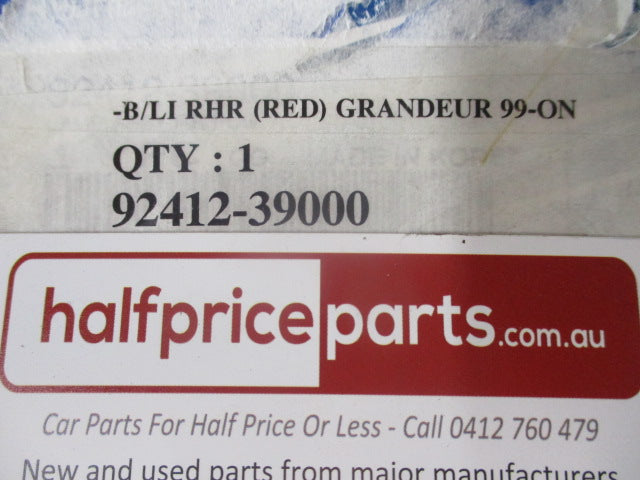 -B/LI RHR (RED) GRANDEUR 99-ON
QTY : 1
92412-39000
halfpriceparts.com.au
Car Parts For Half Price Or Less - Call 0412 760 479
New and used parts from major manufacturers